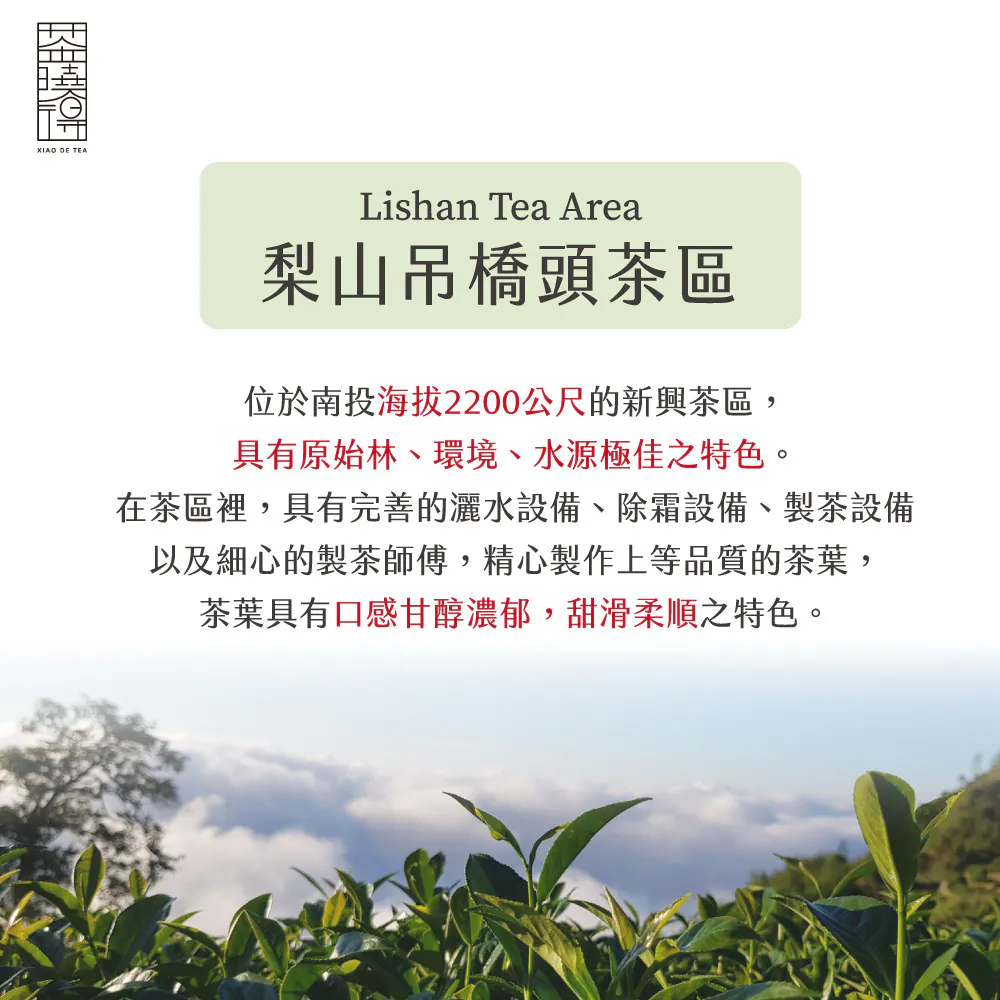 茶曉得
XIAO DE TEA
Lishan Tea Area
梨山吊橋頭茶區
位於南投海拔2200公尺的新興茶區，
具有原始林、環境、水源極佳之特色。
在茶區裡，具有完善的灑水設備、除霜設備、製茶設備
以及細心的製茶師傅，精心製作上等品質的茶葉，
茶葉具有口感甘醇濃郁，甜滑柔順之特色。